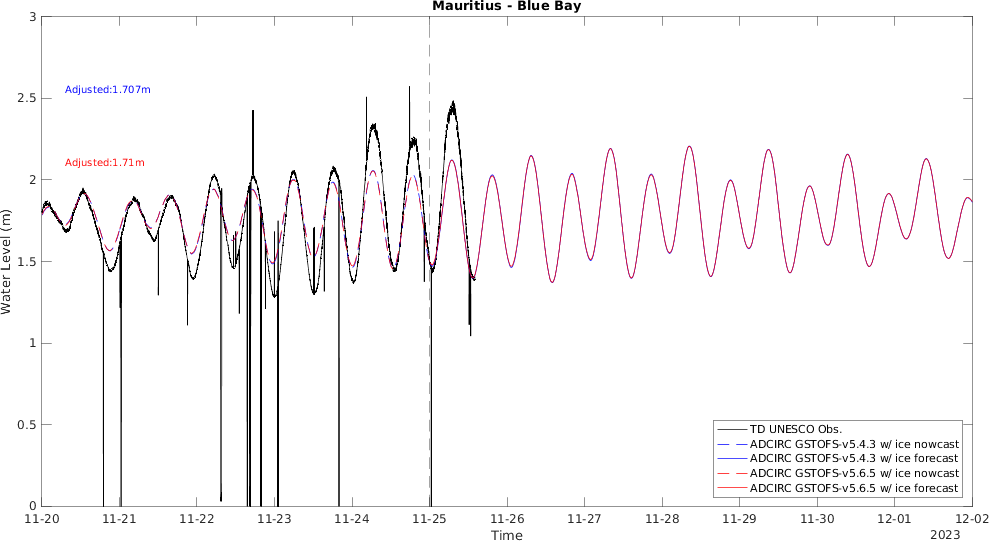 Mauritius - Blue Bay
Water Level (m)
3
2.5
2
1.5
1
0.5
0
Adjusted:1.707m
Adjusted:1.71m
TD UNESCO Obs.
ADCIRC GSTOFS-v5.4.3 w/ ice nowcast
ADCIRC GSTOFS-v5.4.3 w/ ice forecast
ADCIRC GSTOFS-v5.6.5 w/ ice nowcast
ADCIRC GSTOFS-v5.6.5 w/ ice forecast
11-20 11-21 11-22 11-23 11-24 11-25 11-26 11-27 11-28 11-29 11-30 12-01 12-02
Time
2023